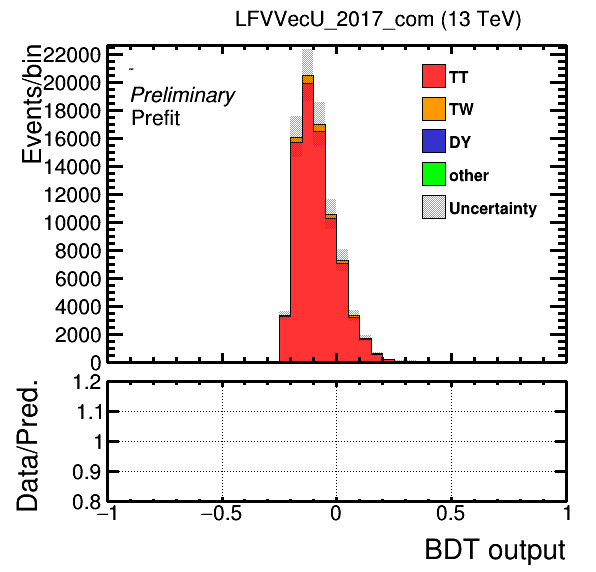 LFVVecU_2017_com (13 TeV)
Events/bin
22000
20000
18000
16000
14000
12000
10000
8000
6000
4000
2000
0
-
Preliminary
Prefit
TT
TW
DY
other
Uncertainty
Data/Pred.
1.2
1.1
1
0.9
0.8
−1
−0.5
0
0.5
1
BDT output